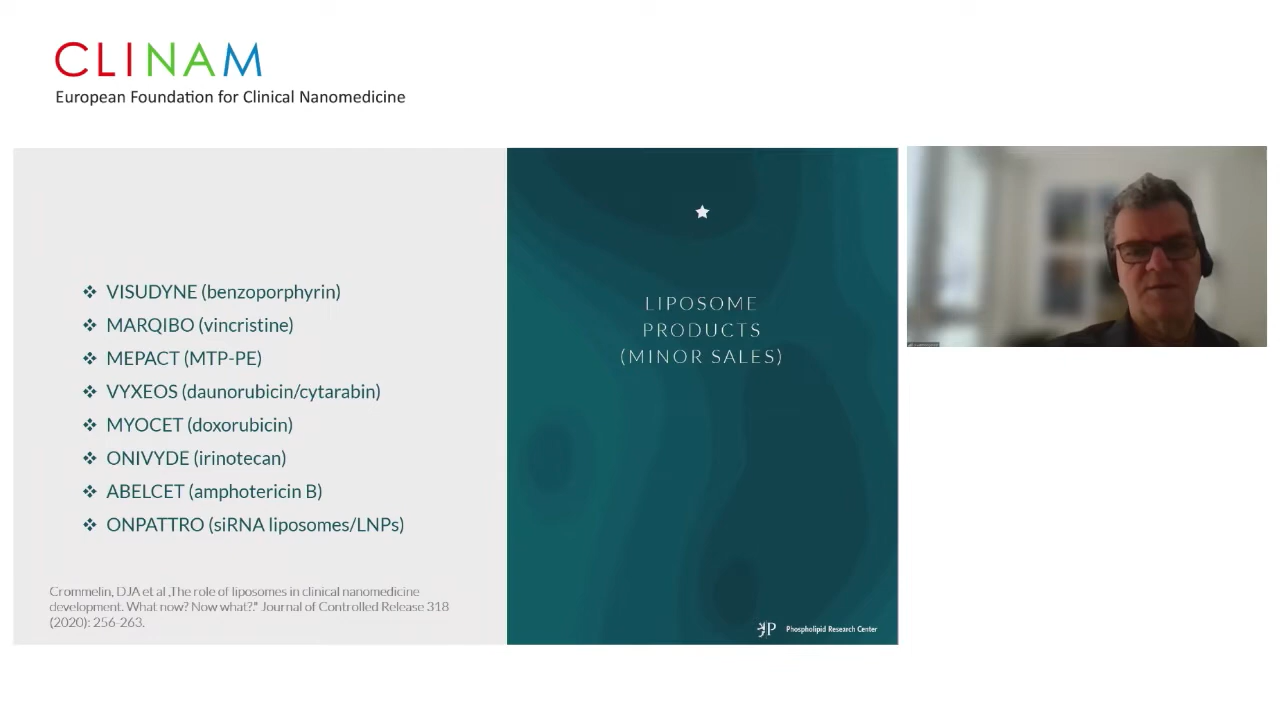 CLINAM
European Foundation for Clinical Nanomedicine
VISUDYNE (benzoporphyrin)
MARQIBO (vincristine)
MEPACT (MTP-PE)
VYXEOS (daunorubicin/cytarabin)
MYOCET (doxorubicin)
ONIVYDE (irinotecan)
ABELCET (amphotericin B)
ONPATTRO (siRNA liposomes/LNPs)
Crommelin, DJA et al „The role of liposomes in clinical nanomedicine
development. What now? Now what?." Journal of Controlled Release 318
(2020): 256-263.
LIPOSOME
PRODUCTS
(MINOR SALES)
Phospholipid Research Center